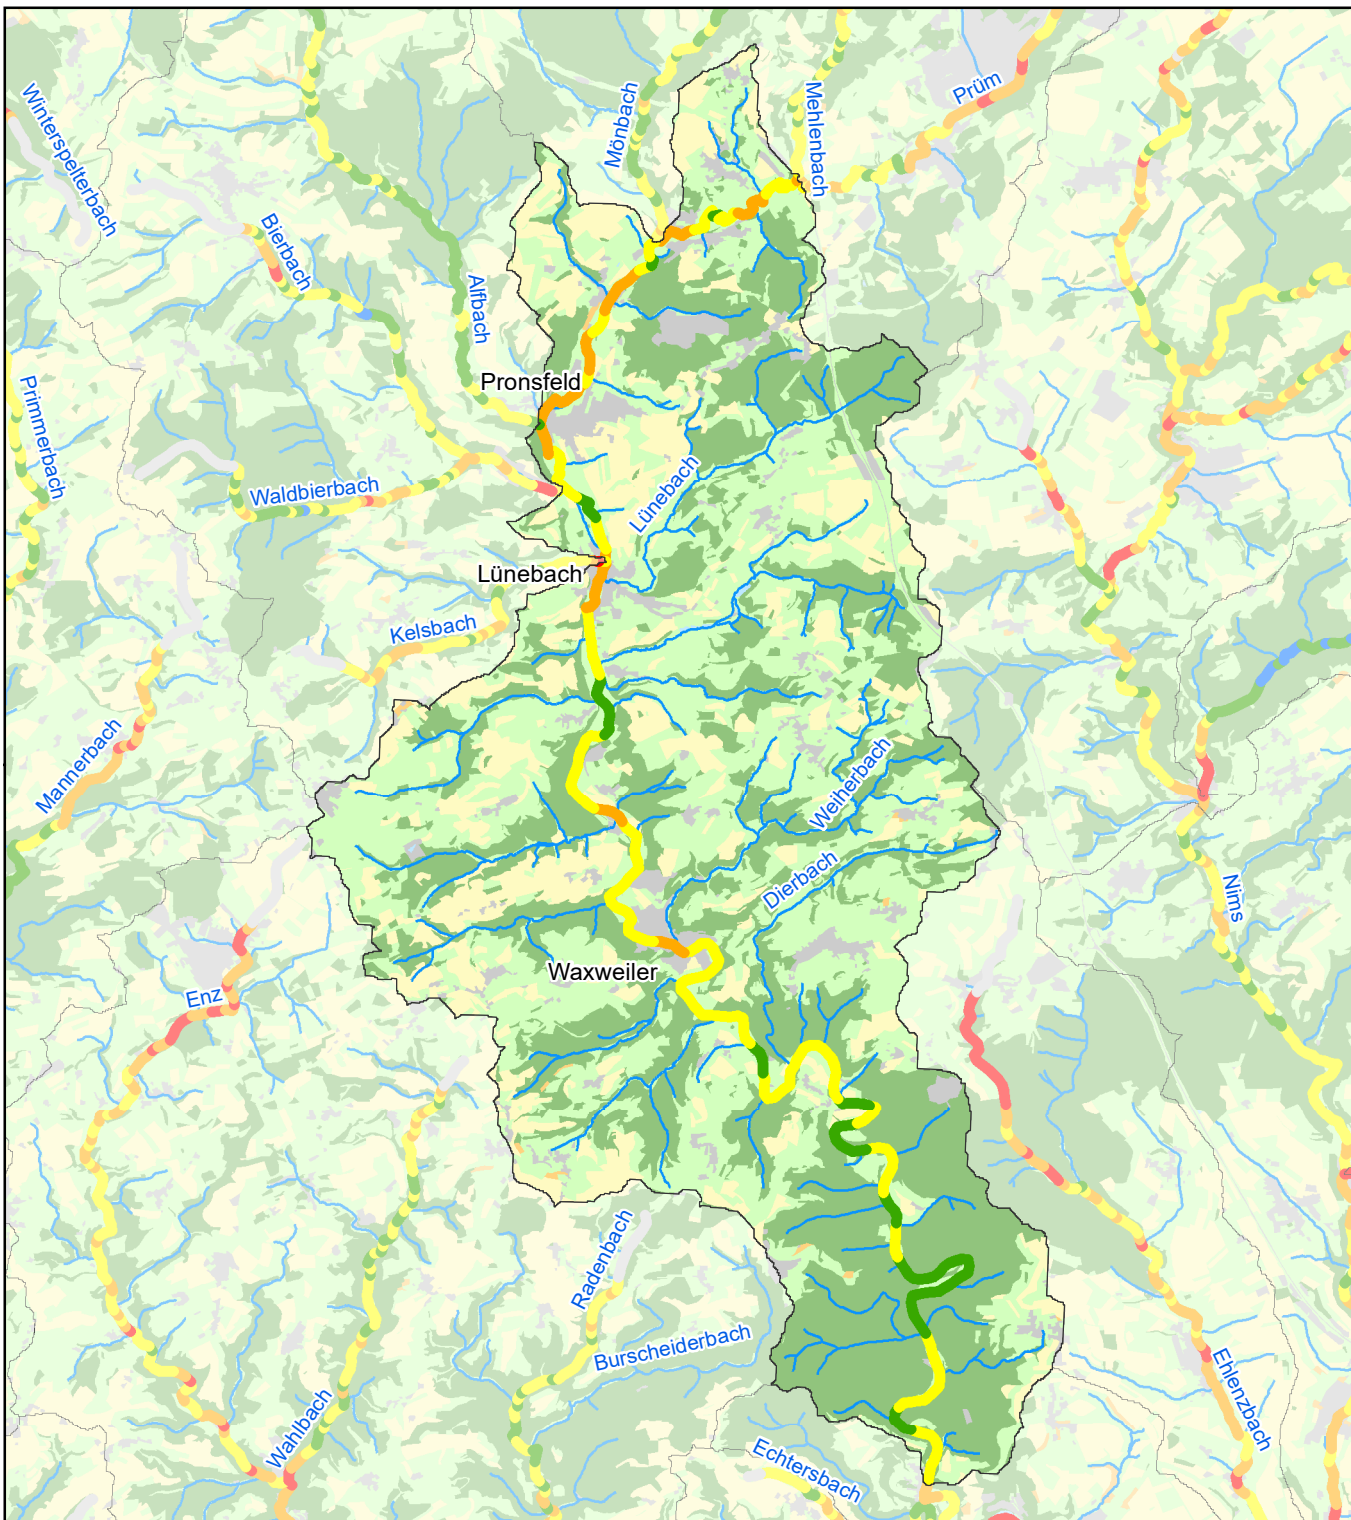 Winterspelterbach
Mönbach
Mehlenbach
Prüm
Bierbach
Alfbach
Primmerbach
Pronsfeld
Waldbierbach
Lünebach
Lünebach
Kelsbach
Mannerbach
Weiherbach
Dierbach
Nims
Waxweiler
Enz
Radenbach
Burscheiderbach
Wahlbach
Ehlenzbach
Echtersbach